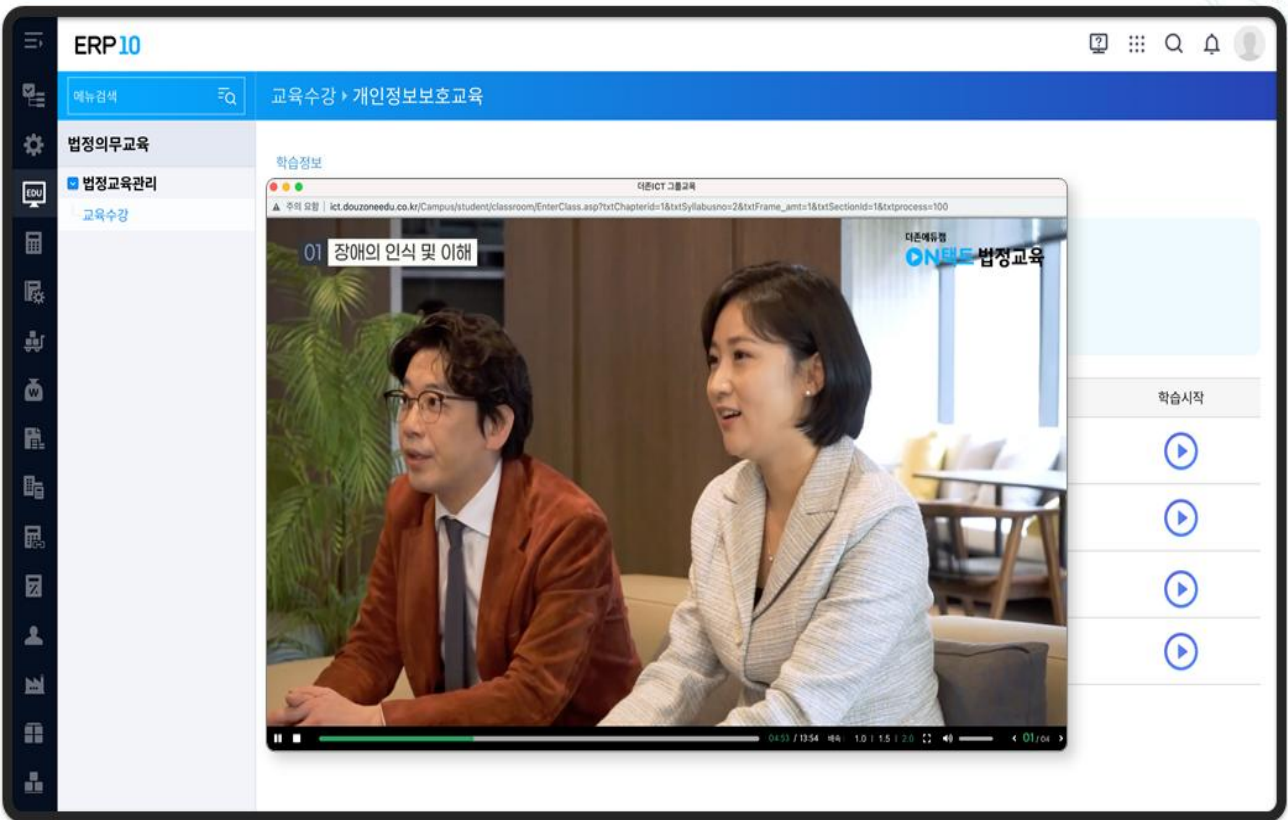 ERP10
메뉴검색
교육수강 ▸ 개인정보보호교육
법정의무교육
법정교육관리
교육수강
EDU
학습정보
더존ICT 그룹교육
주의 요함 | ict.douzoneedu.co.kr/Campus/student/classroom/EnterClass.asp?txtChapterid=1&txtSyllabusno=2&txtFrame_amt=1&txtSectionId=1&txtprocess=100
01 장애의 인식 및 이해
더존에듀캠
ON택트 법정교육
학습시작
04:53 / 13:54 배속: 1.0 | 1.5 | 2.0 01/04